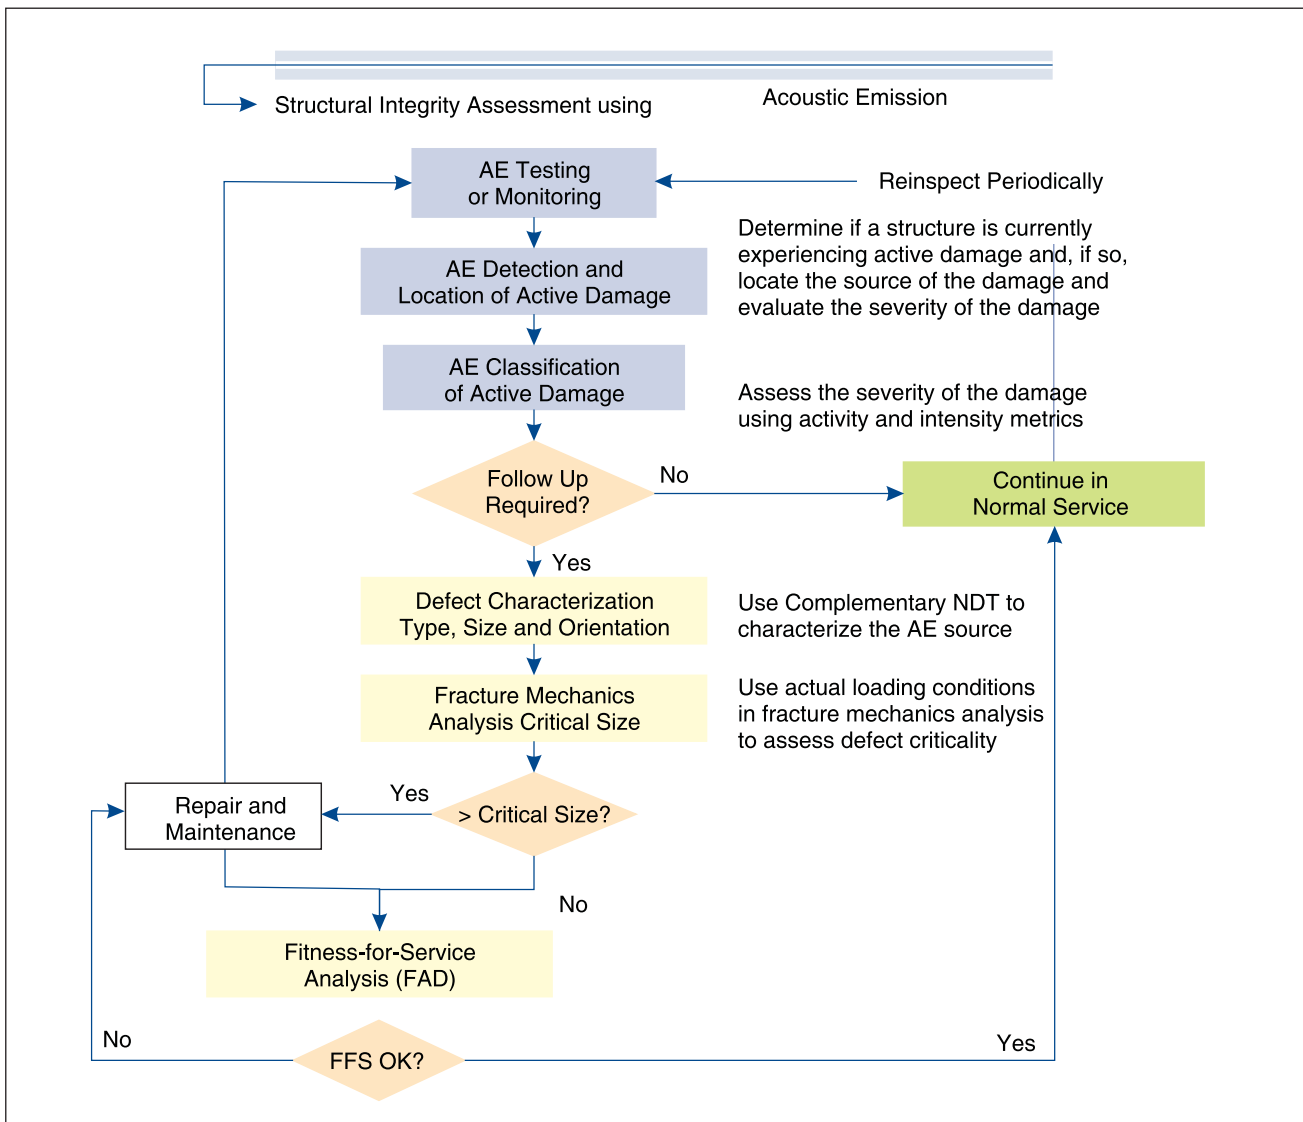 Structural Integrity Assessment using
Acoustic Emission
AE Testing
or Monitoring
Reinspect Periodically
AE Detection and
Location of Active Damage
Determine if a structure is currently
experiencing active damage and, if so,
locate the source of the damage and
evaluate the severity of the damage
AE Classification
of Active Damage
Assess the severity of the damage
using activity and intensity metrics
Follow Up
Required?
No
Continue in
Normal Service
Yes
Defect Characterization
Type, Size and Orientation
Use Complementary NDT to
characterize the AE source
Fracture Mechanics
Analysis Critical Size
Use actual loading conditions
in fracture mechanics analysis
to assess defect criticality
Repair and
Maintenance
Yes
> Critical Size?
No
Fitness-for-Service
Analysis (FAD)
No
FFS OK?
Yes